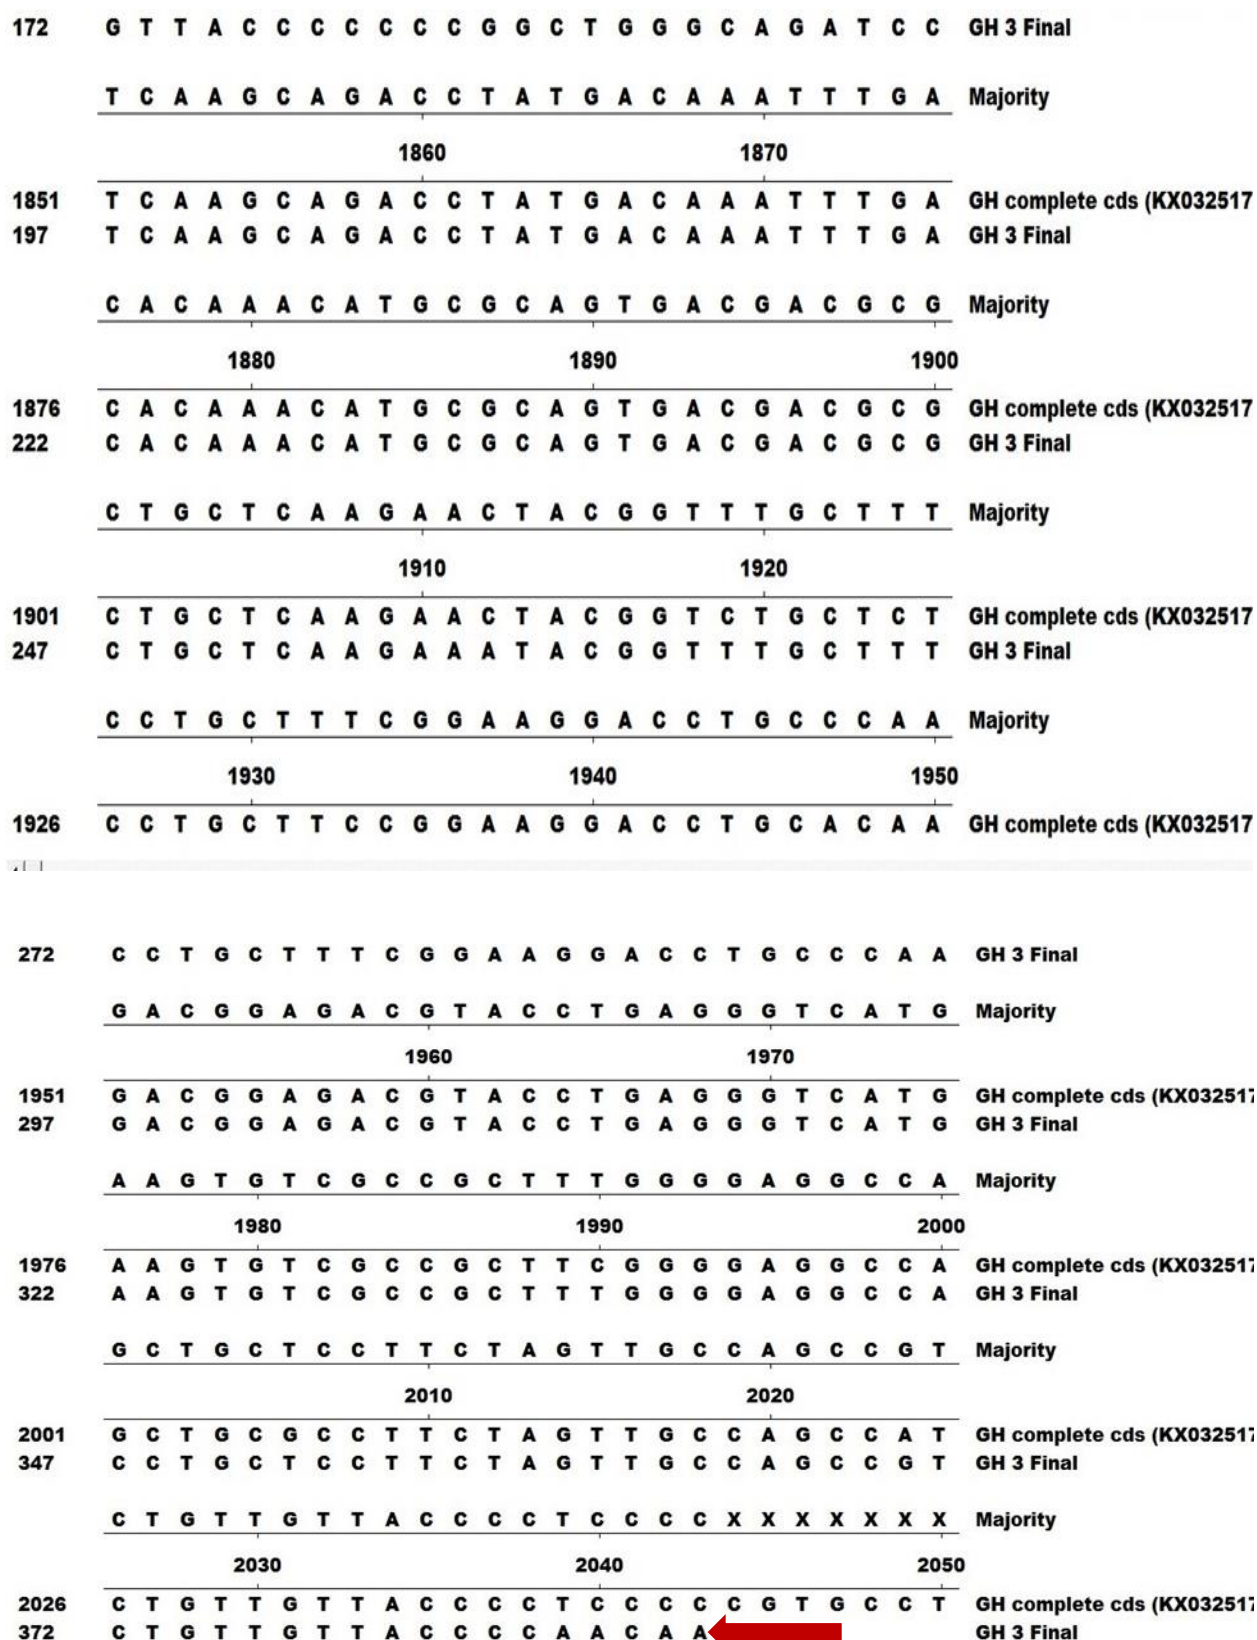 172 G T T A C C C C C C C G G C T G G G C A G A T C C GH 3 Final
T C A A G C A G A C C T A T G A C A A A T T T G A Majority
1860 1870
1851 T C A A G C A G A C C T A T G A C A A A T T T G A GH complete cds (KX032517
197 T C A A G C A G A C C T A T G A C A A A T T T G A GH 3 Final
C A C A A A C A T G C G C A G T G A C G A C G C G Majority
1880 1890 1900
1876 C A C A A A C A T G C G C A G T G A C G A C G C G GH complete cds (KX032517
222 C A C A A A C A T G C G C A G T G A C G A C G C G GH 3 Final
C T G C T C A A G A A C T A C G G T T T G C T T T Majority
1910 1920
1901 C T G C T C A A G A A C T A C G G T C T G C T C T GH complete cds (KX032517
247 C T G C T C A A G A A A T A C G G T T T G C T T T GH 3 Final
C C T G C T T T C G G A A G G A C C T G C C C A A Majority
1930 1940 1950
1926 C C T G C T T C C G G A A G G A C C T G C A C A A GH complete cds (KX032517
272 C C T G C T T T C G G A A G G A C C T G C C C A A GH 3 Final
G A C G G A G A C G T A C C T G A G G G T C A T G Majority
1960 1970
1951 G A C G G A G A C G T A C C T G A G G G T C A T G GH complete cds (KX032517
297 G A C G G A G A C G T A C C T G A G G G T C A T G GH 3 Final
A A G T G T C G C C G C T T T G G G G A G G C C A Majority
1980 1990 2000
1976 A A G T G T C G C C G C T T C G G G G A G G C C A GH complete cds (KX032517
322 A A G T G T C G C C G C T T T G G G G A G G C C A GH 3 Final
G C T G C T C C T T C T A G T T G C C A G C C G T Majority
2010 2020
2001 G C T G C G C C T T C T A G T T G C C A G C C A T GH complete cds (KX032517
347 C C T G C T C C T T C T A G T T G C C A G C C G T GH 3 Final
C T G T T G T T A C C C C T C C C C X X X X X X X Majority
2030 2040 2050
2026 C T G T T G T T A C C C C T C C C C C G T G C C T GH complete cds (KX032517
372 C T G T T G T T A C C C C A A C A A GH 3 Final